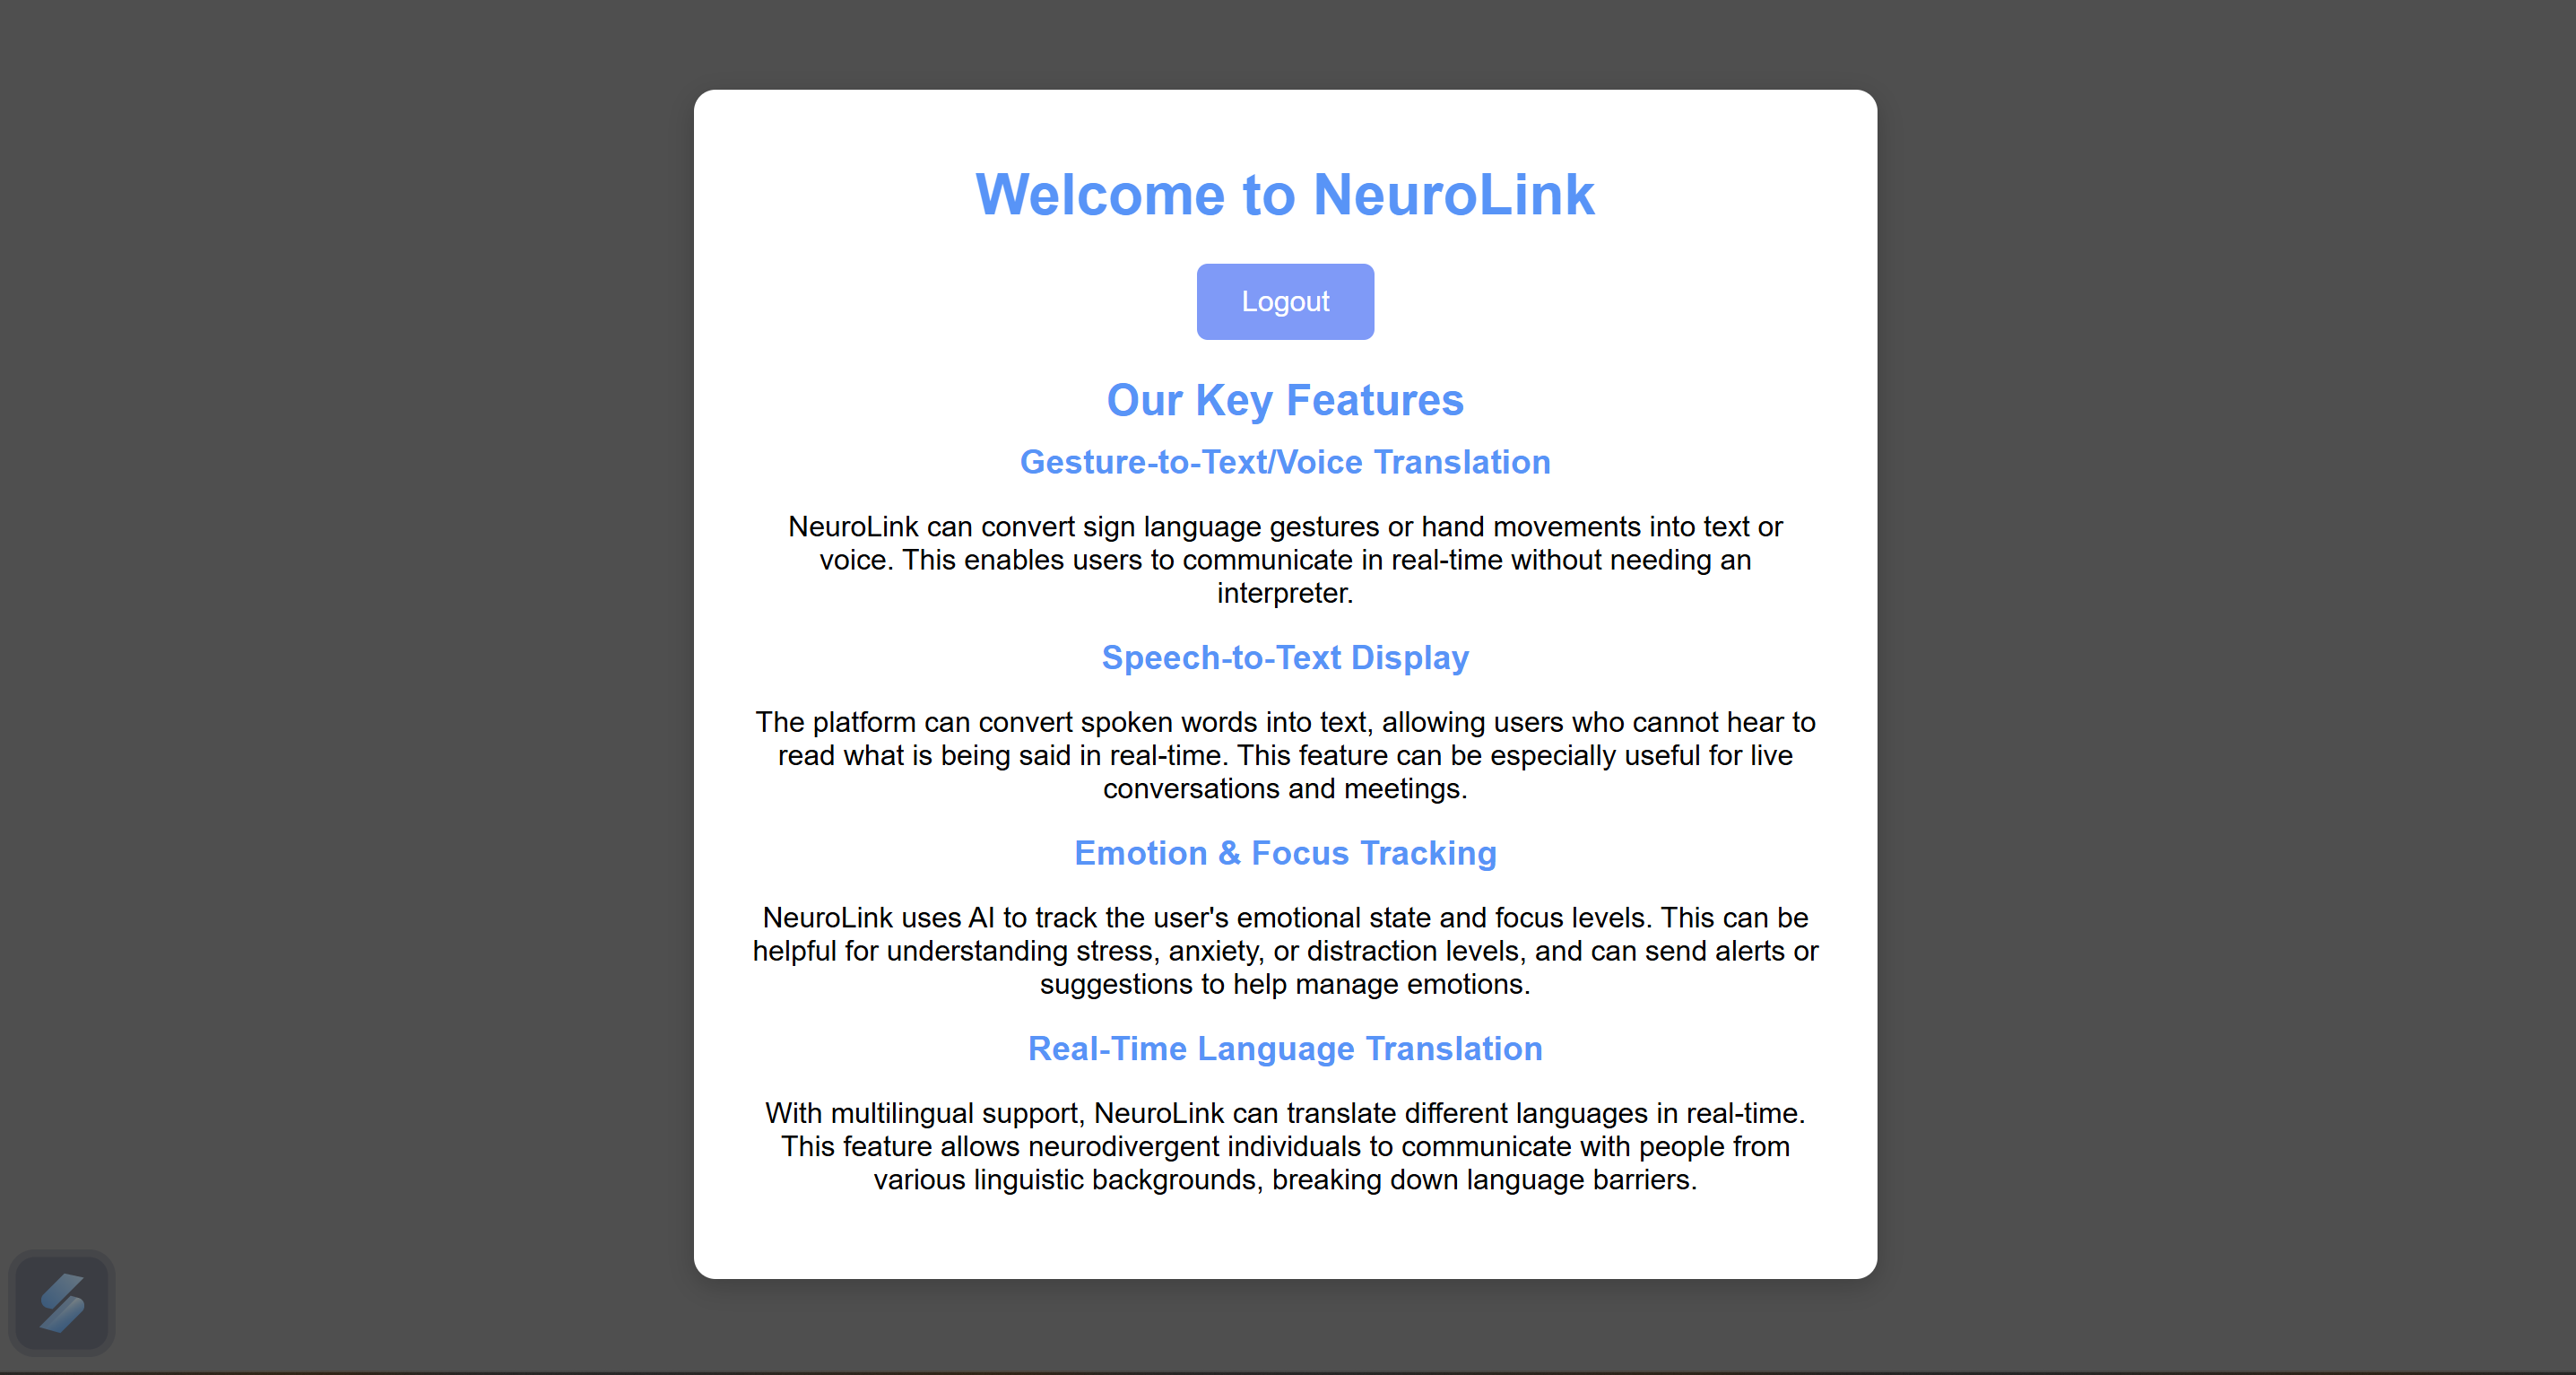 Welcome to NeuroLink
Logout
Our Key Features
Gesture-to-Text/Voice Translation
NeuroLink can convert sign language gestures or hand movements into text or
voice. This enables users to communicate in real-time without needing an
interpreter.
Speech-to-Text Display
The platform can convert spoken words into text, allowing users who cannot hear to
read what is being said in real-time. This feature can be especially useful for live
conversations and meetings.
Emotion & Focus Tracking
NeuroLink uses AI to track the user's emotional state and focus levels. This can be
helpful for understanding stress, anxiety, or distraction levels, and can send alerts or
suggestions to help manage emotions.
Real-Time Language Translation
With multilingual support, NeuroLink can translate different languages in real-time.
This feature allows neurodivergent individuals to communicate with people from
various linguistic backgrounds, breaking down language barriers.